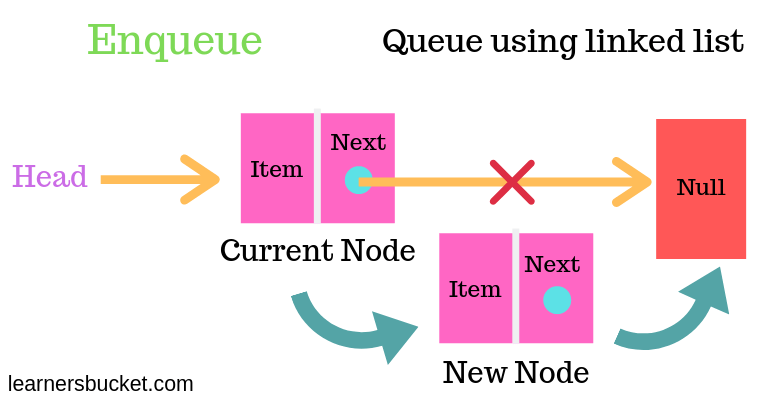 Enqueue
Queue using linked list
Head
Item
Next
Null
Current Node
Item
Next
New Node
learnersbucket.com